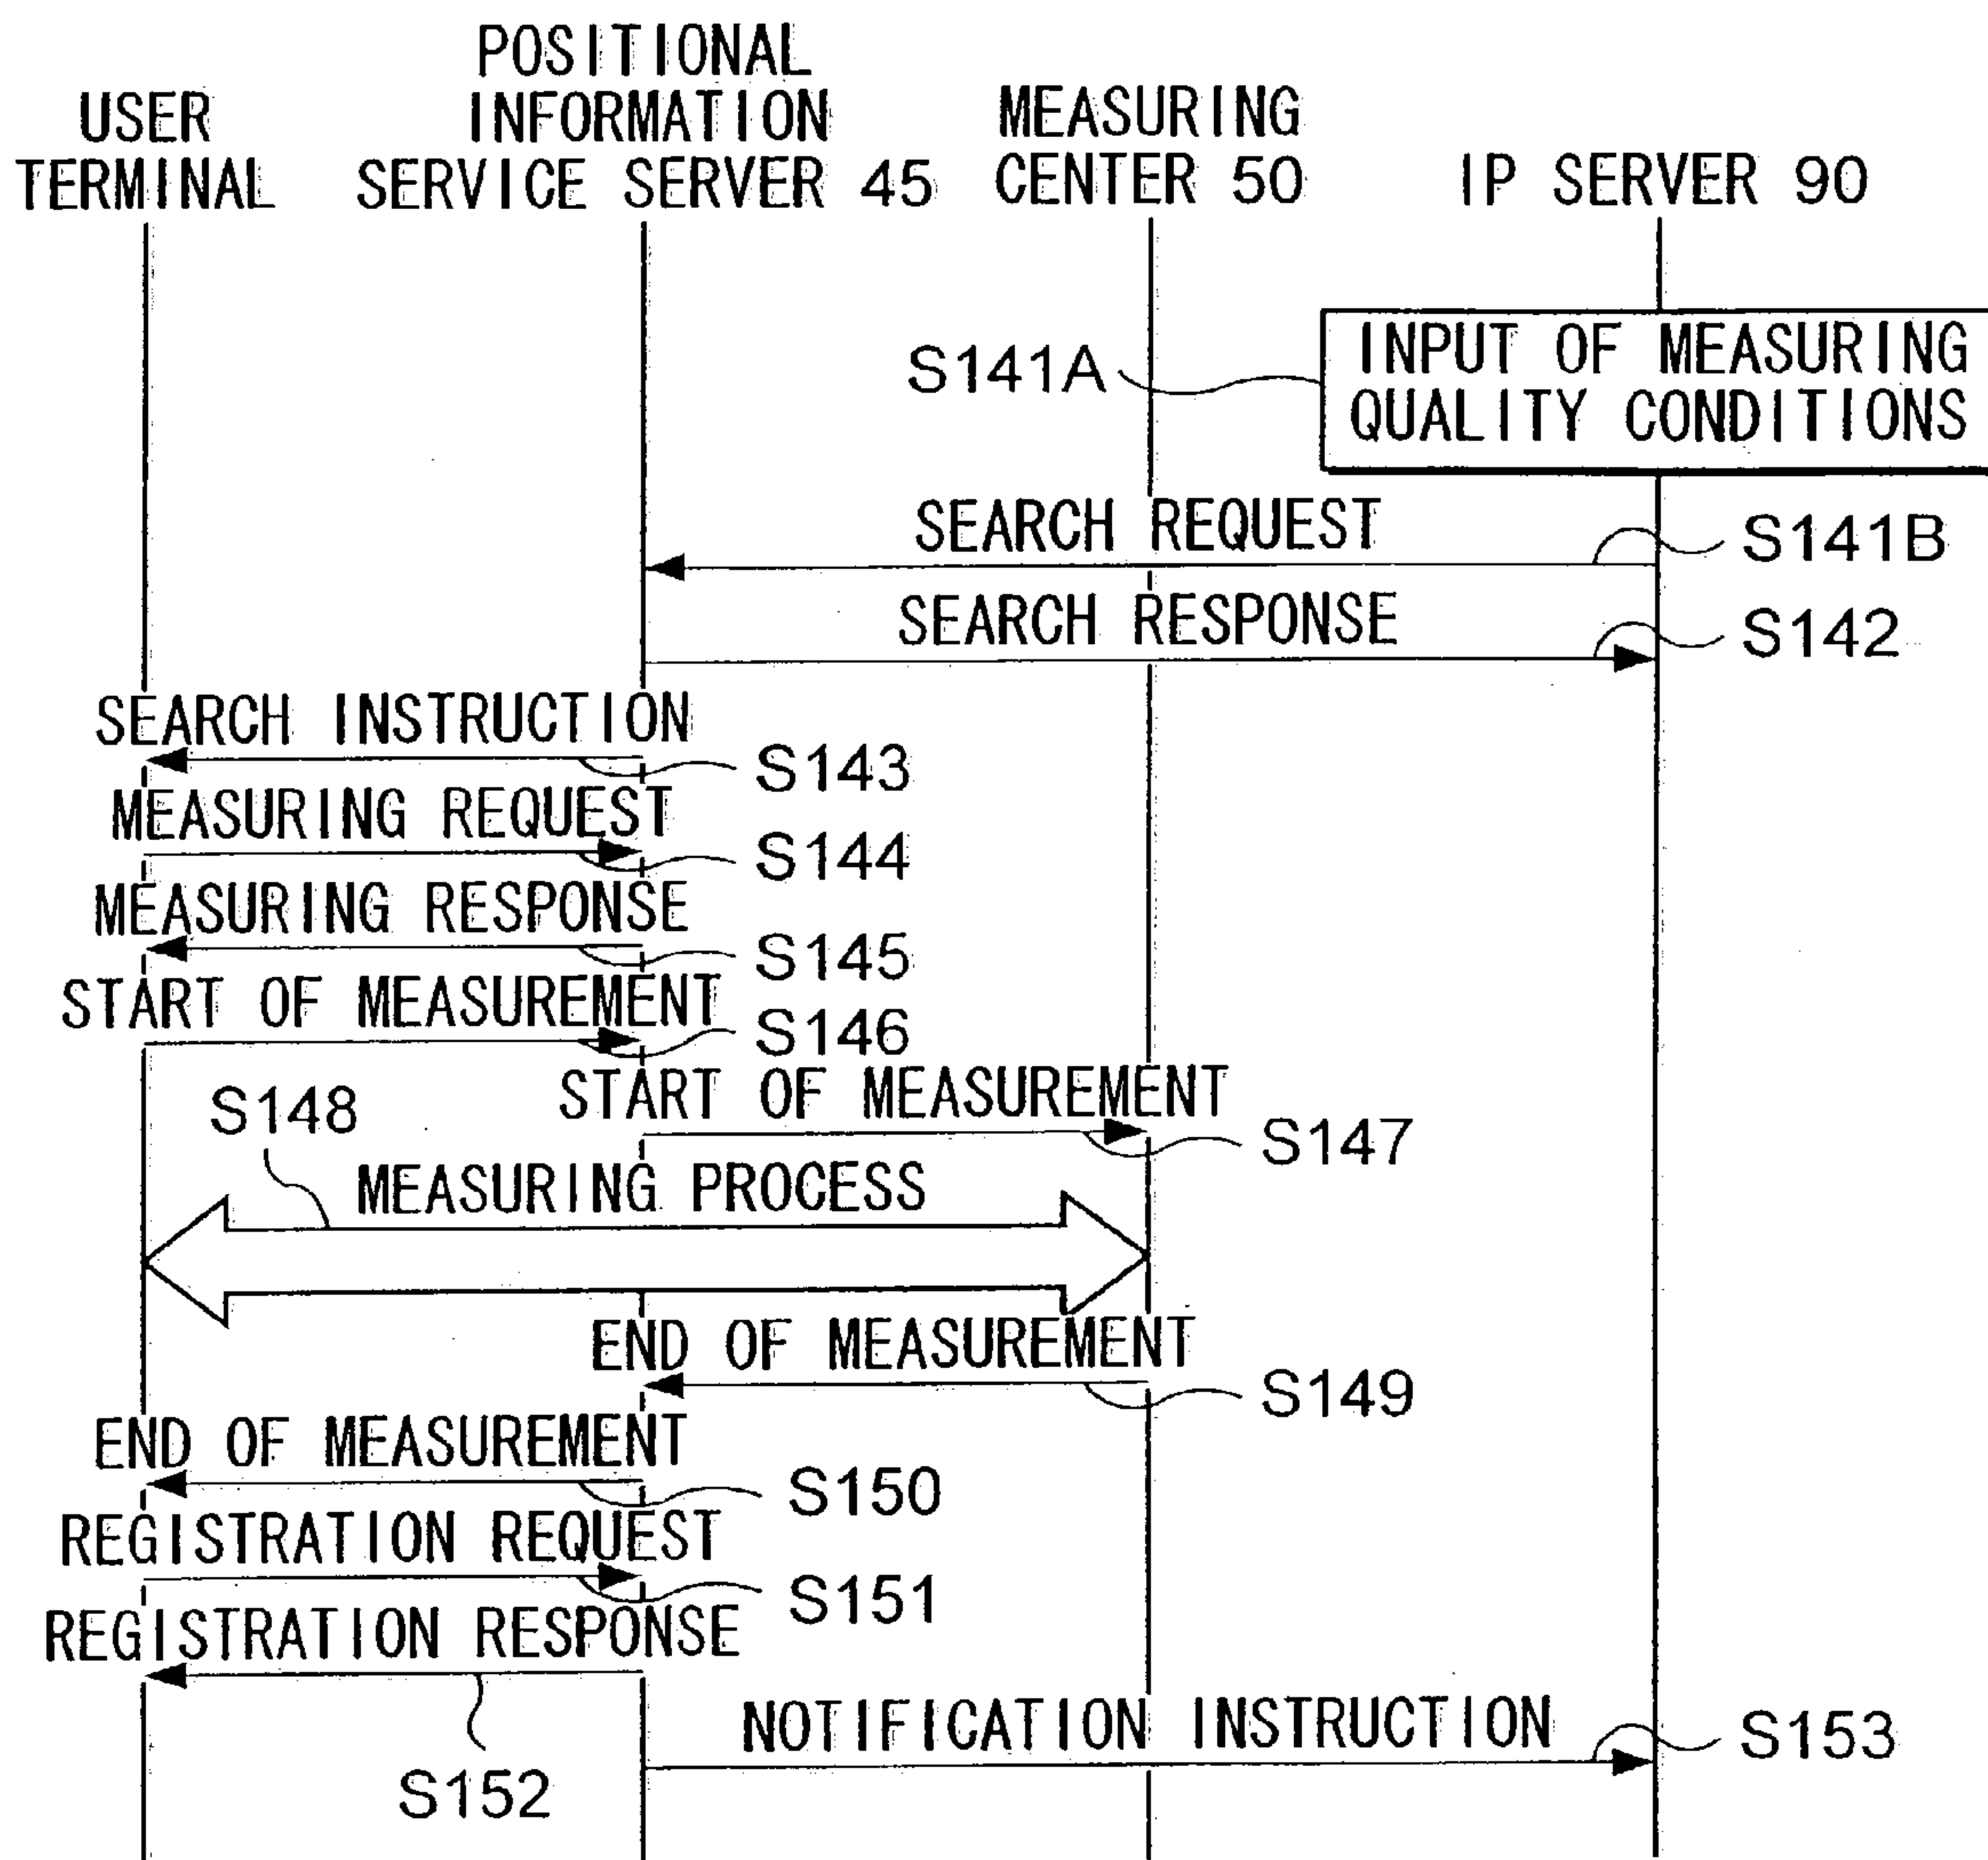 USER
TERMINAL
POSITIONAL
INFORMATION
SERVICE SERVER 45
MEASURING
CENTER 50
IP SERVER 90
S141A
INPUT OF MEASURING
QUALITY CONDITIONS
SEARCH REQUEST
S141B
SEARCH RESPONSE
S142
SEARCH INSTRUCTION
S143
MEASURING REQUEST
S144
MEASURING RESPONSE
S145
START OF MEASUREMENT
S146
START OF MEASUREMENT
S147
S148
MEASURING PROCESS
END OF MEASUREMENT
S149
END OF MEASUREMENT
S150
REGISTRATION REQUEST
S151
REGISTRATION RESPONSE
S152
NOTIFICATION INSTRUCTION
S153